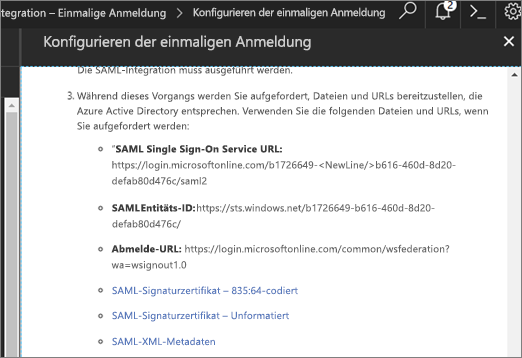 tegration – Einmalige Anmeldung > Konfigurieren der einmaligen Anmeldung
2
Konfigurieren der einmaligen Anmeldung
Die SAML-Integration muss ausgeführt werden.
3. Während dieses Vorgangs werden Sie aufgefordert, Dateien und URLs bereitzustellen, die
Azure Active Directory entsprechen. Verwenden Sie die folgenden Dateien und URLs, wenn
Sie aufgefordert werden:
"SAML Single Sign-On Service URL:
https://login.microsoftonline.com/b1726649-<NewLine/>b616-460d-8d20-
defab80d476c/saml2
SAMLEntitäts-ID:https://sts.windows.net/b1726649-b616-460d-8d20-
defab80d476c/
Abmelde-URL: https://login.microsoftonline.com/common/wsfederation?
wa=wsignout1.0
SAML-Signaturzertifikat – 835:64-codiert
SAML-Signaturzertifikat – Unformatiert
SAML-XML-Metadaten